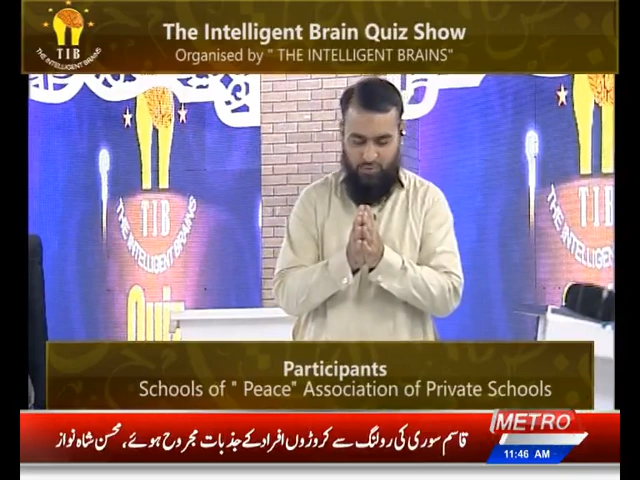 The Intelligent Brain Quiz Show
Organised by " THE INTELLIGENT BRAINS"
TIB
THE INTELLIGENT BRAINS
TIB
THE INTELLIGENT BRAINS
Quiz
TIB
THE INTELLIGENT
Participants
Schools of " Peace" Association of Private Schools
قاسم سوری کی رولنگ سے کروڑوں افراد کے جذبات مجروح ہوئے، محسن شاہ نواز
METRO
11:46 AM